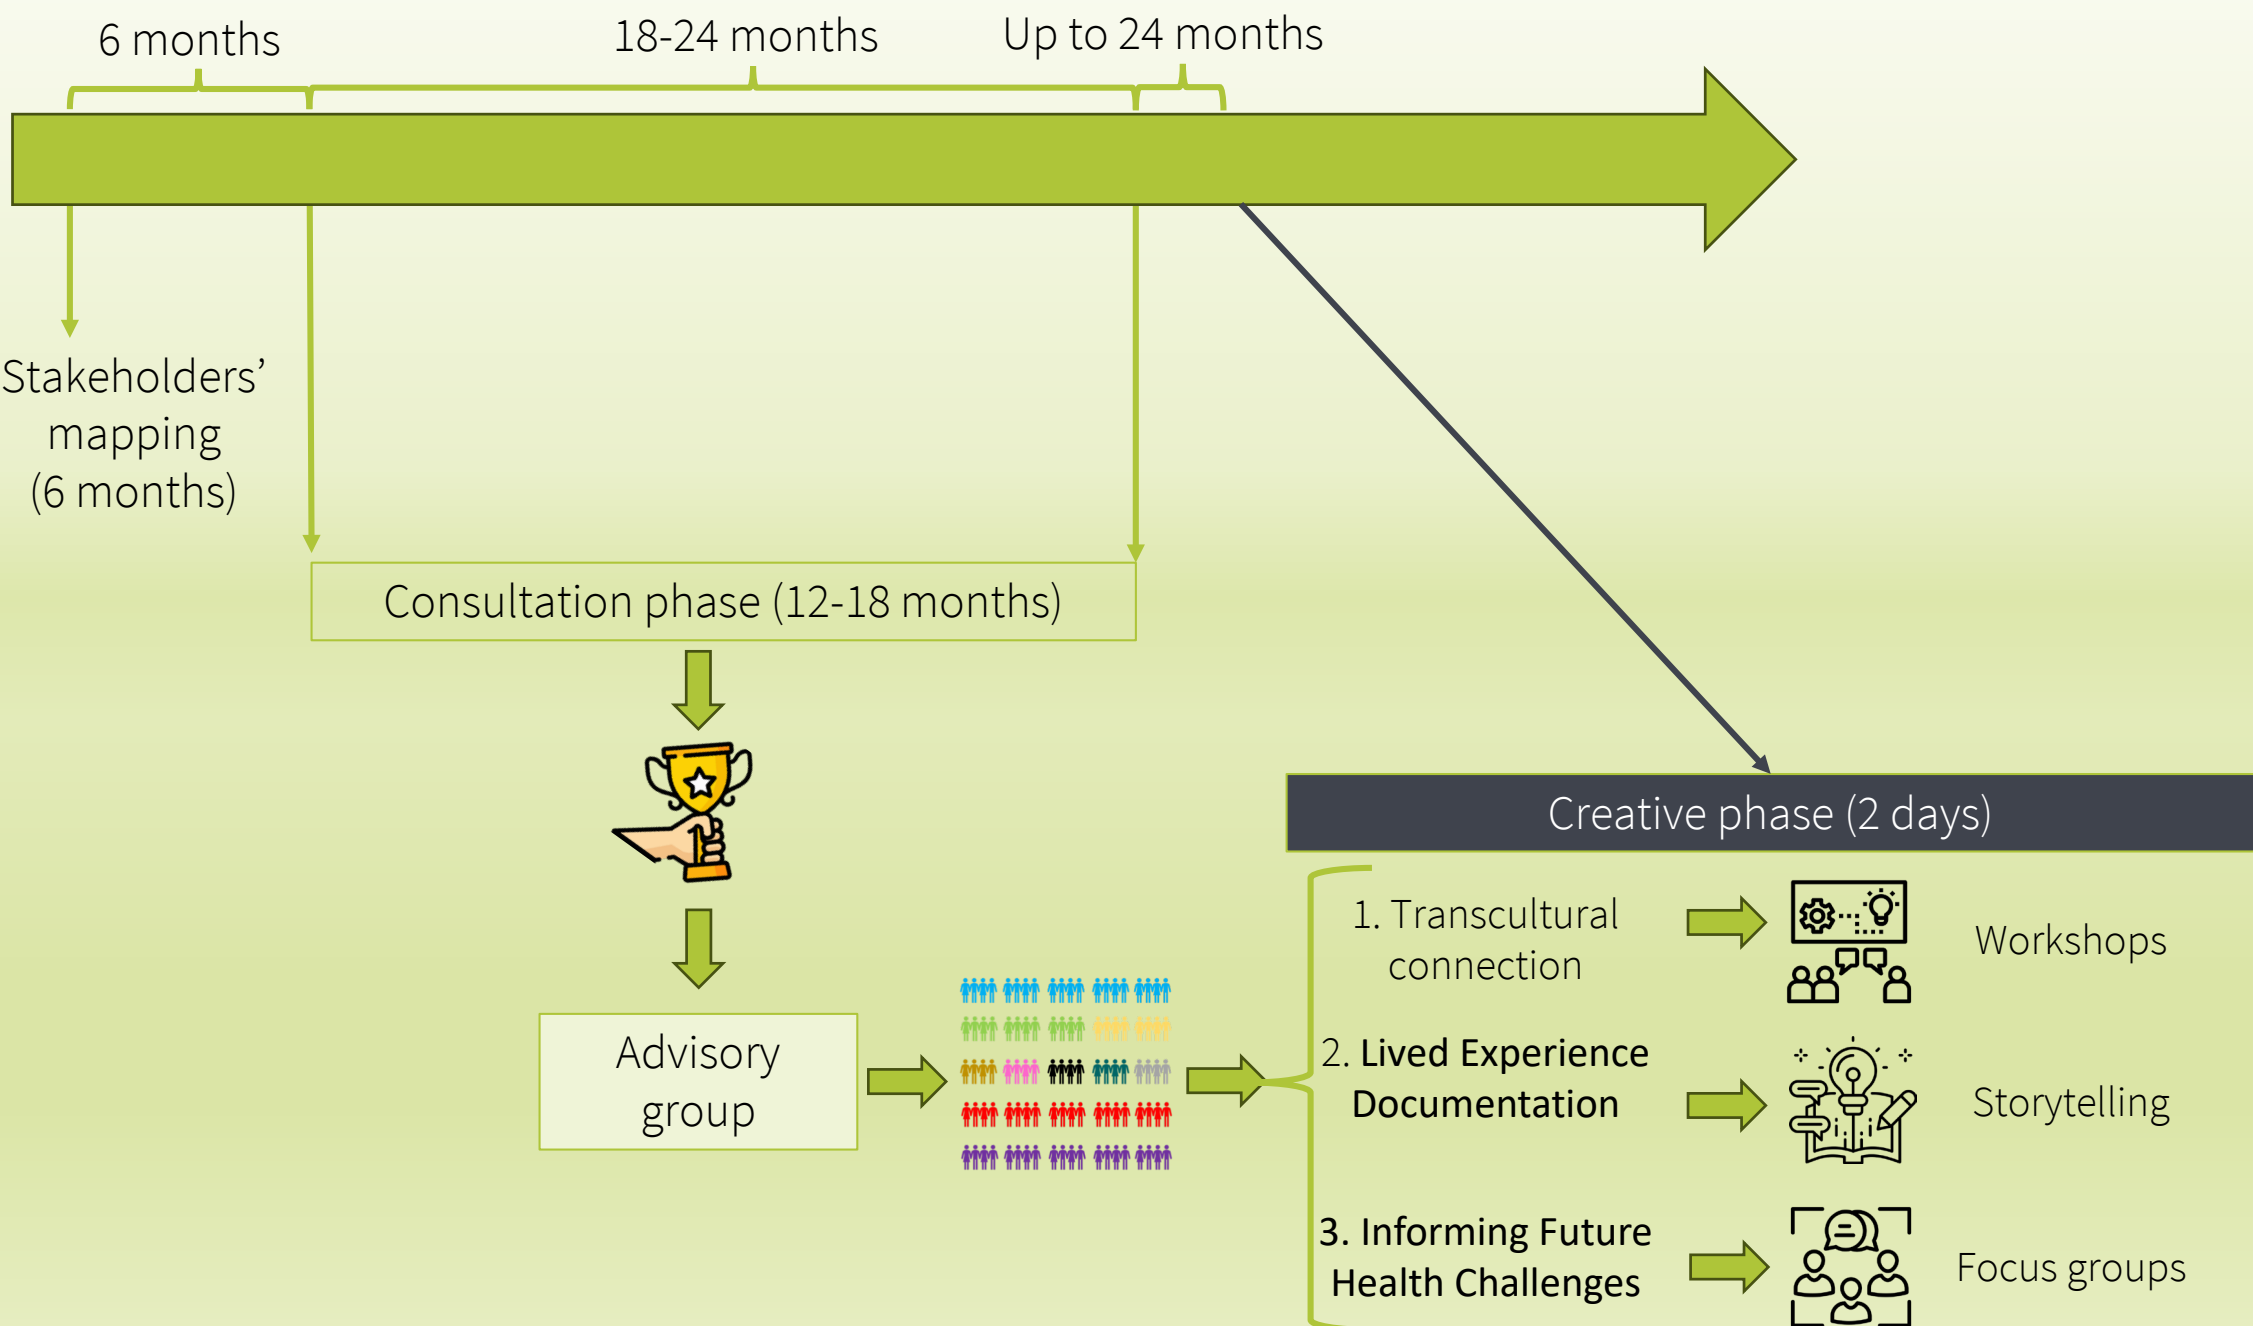 6 months
18-24 months
Up to 24 months
Stakeholders’
mapping
(6 months)
Consultation phase (12-18 months)
Creative phase (2 days)
1. Transcultural
connection
Workshops
2. Lived Experience
Documentation
Storytelling
Advisory
group
3. Informing Future
Health Challenges
Focus groups